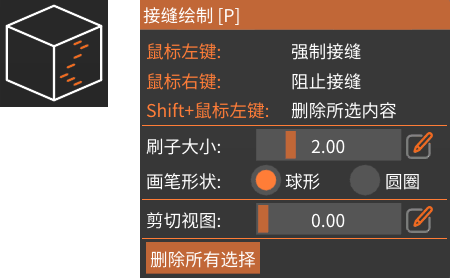 接缝绘制 [P]
鼠标左键: 强制接缝
鼠标右键: 阻止接缝
Shift+鼠标左键: 删除所选内容
刷子大小: 2.00
画笔形状: 球形 圆圈
剪切视图: 0.00
删除所有选择